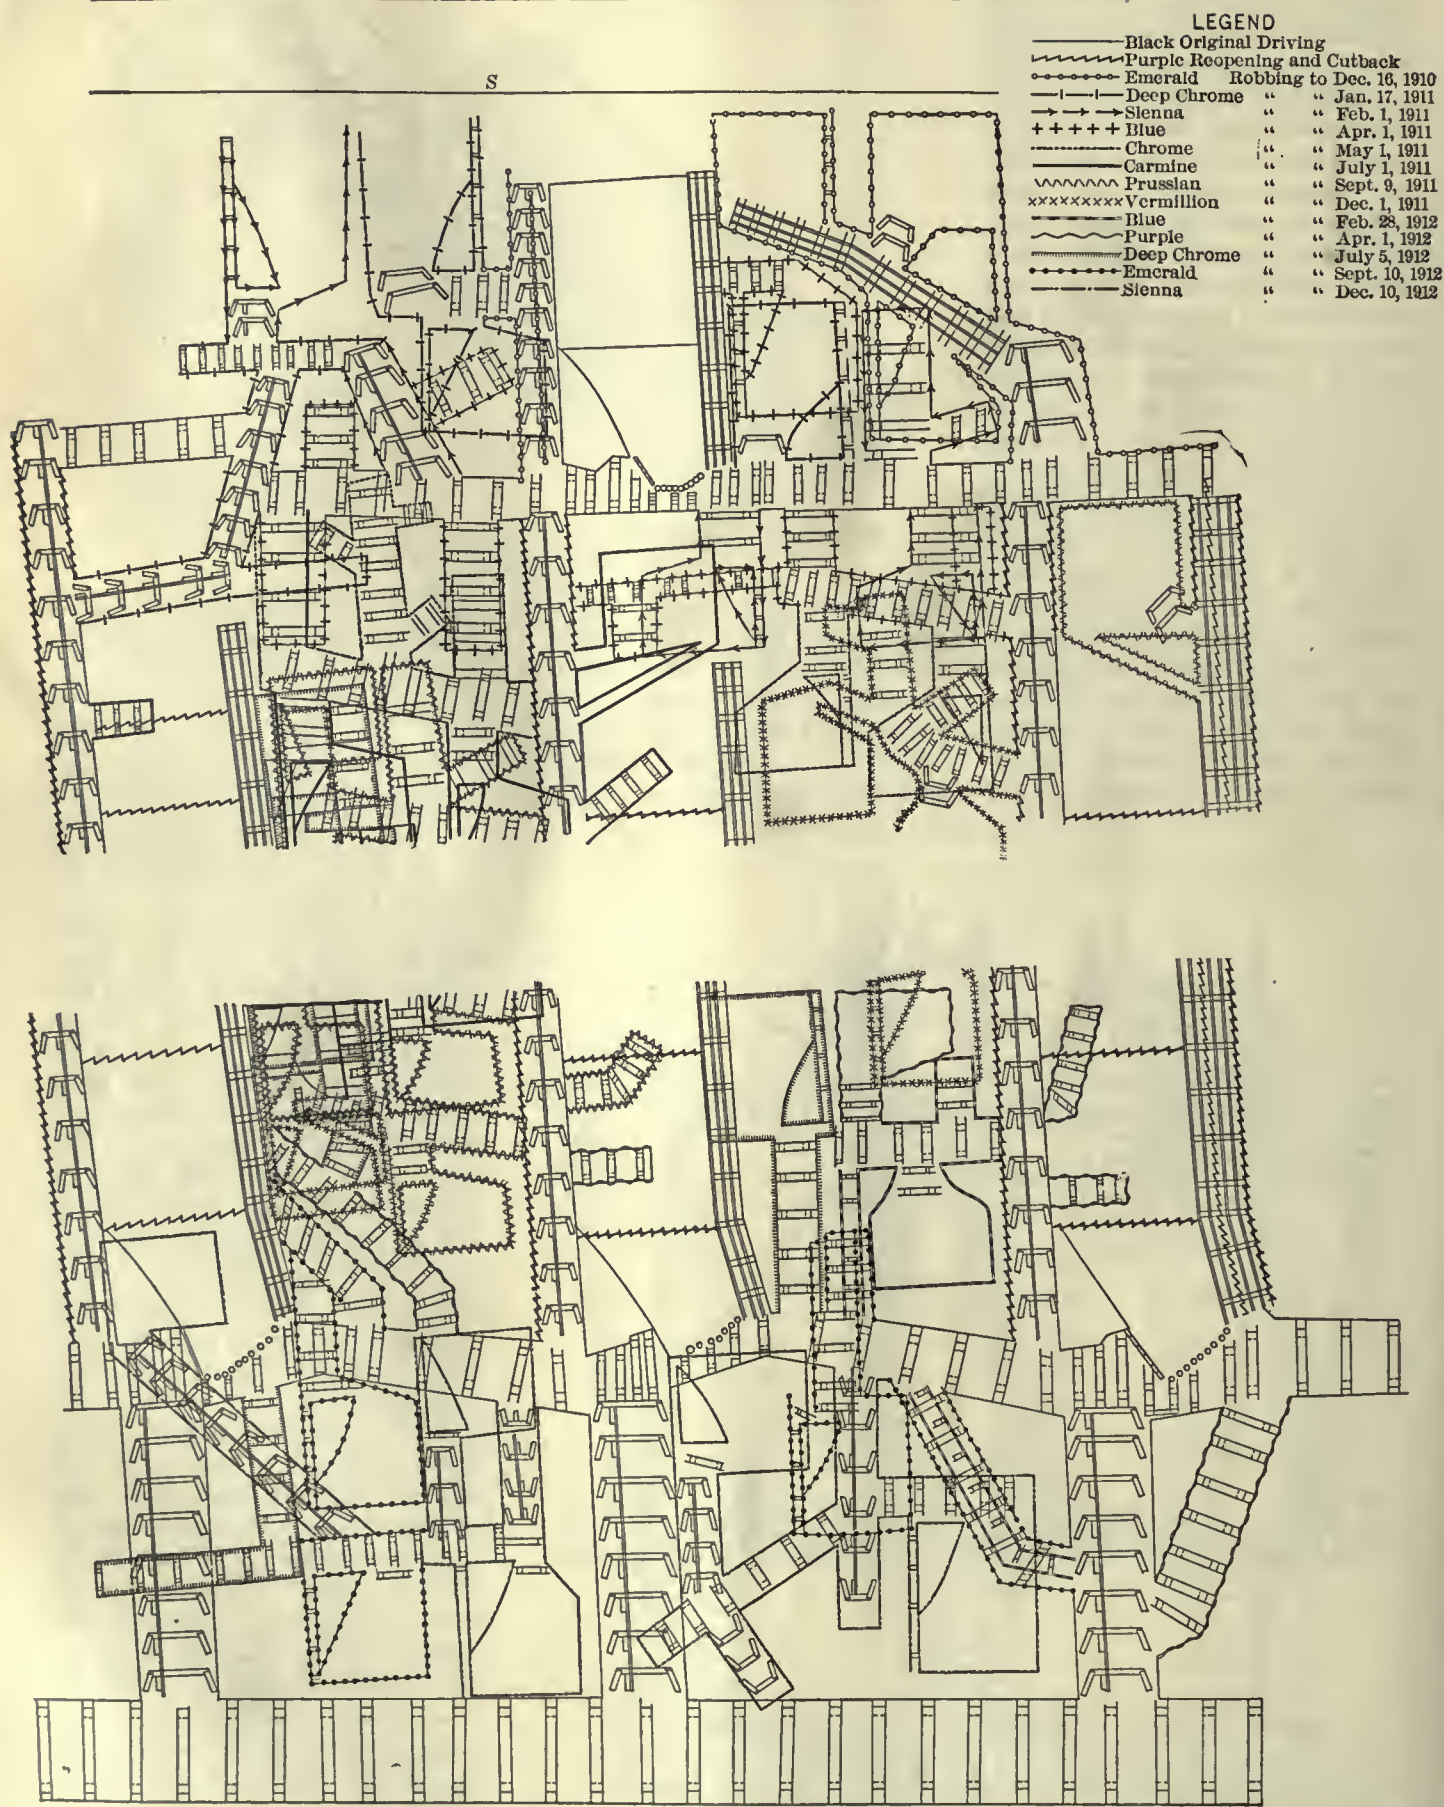 LEGEND
Black Original Driving
Purple Reopening and Cutback
Emerald Robbing to Dec. 16, 1910
Deep Chrome “ “ Jan. 17, 1911
S
Sienna “ “ Feb. 1, 1911
Blue “ “ Apr. 1, 1911
Chrome “ “ May 1, 1911
Carmine “ “ July 1, 1911
Prussian “ “ Sept. 9, 1911
Vermillion “ “ Dec. 1, 1911
Blue “ “ Feb. 28, 1912
Purple “ “ Apr. 1, 1912
Deep Chrome “ “ July 5, 1912
Emerald “ “ Sept. 10, 1912
Sienna “ “ Dec. 10, 1912